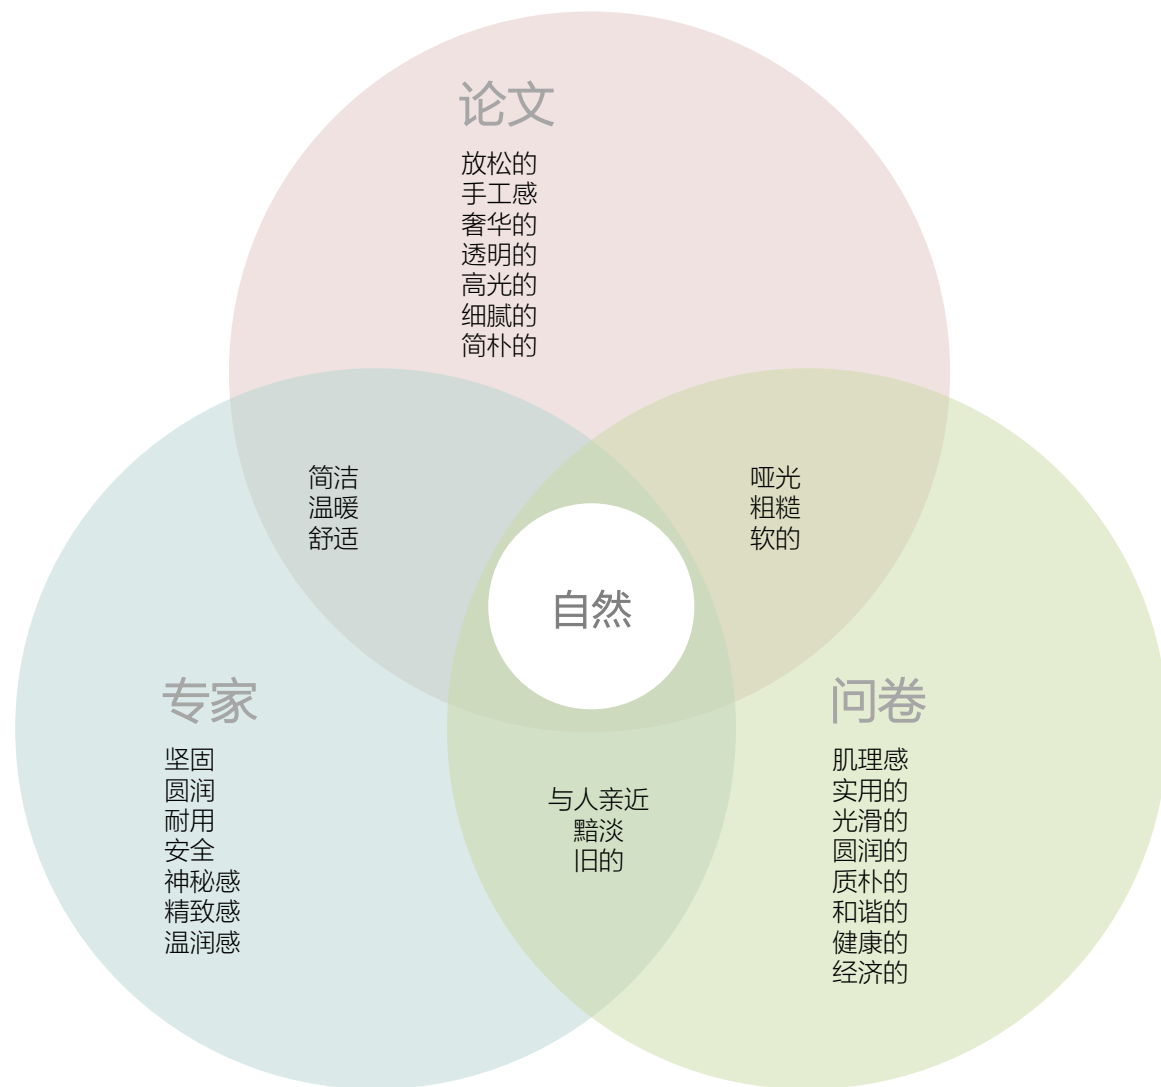 论文
放松的
手工感
奢华的
透明的
高光的
细腻的
简朴的
简洁
温暖
舒适
哑光
粗糙
软的
自然
专家
坚固
圆润
耐用
安全
神秘感
精致感
温润感
与人亲近
黯淡
旧的
问卷
肌理感
实用的
光滑的
圆润的
质朴的
和谐的
健康的
经济的